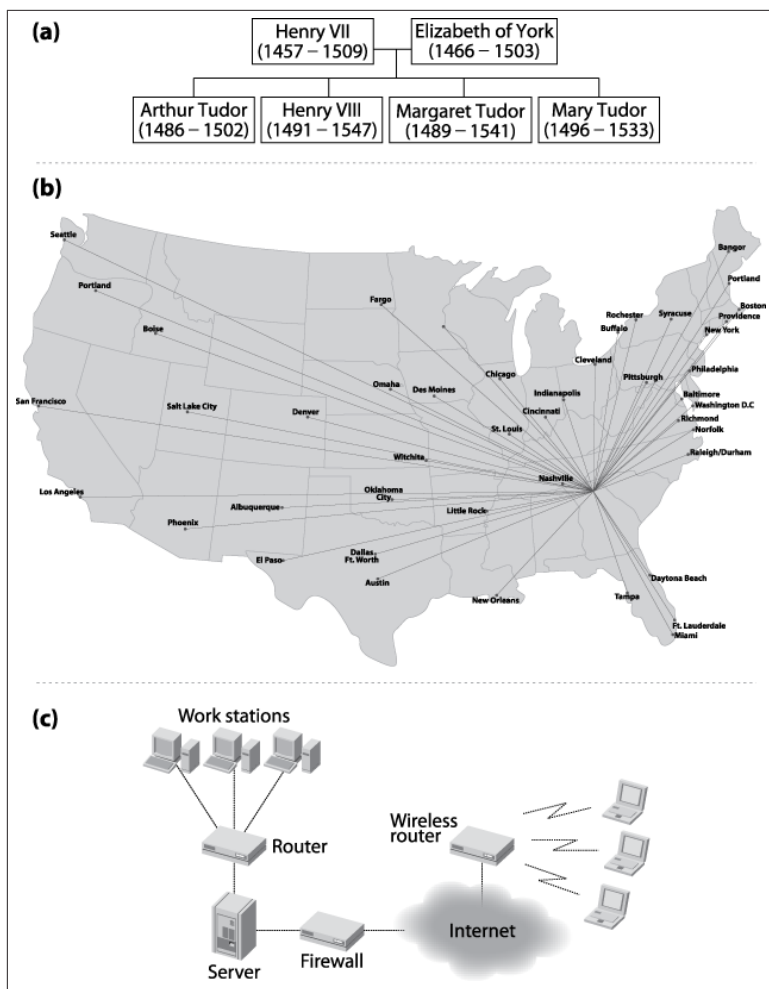 (a)
Henry VII
(1457 – 1509)
Elizabeth of York
(1466 – 1503)
Arthur Tudor
(1486 – 1502)
Henry VIII
(1491 – 1547)
Margaret Tudor
(1489 – 1541)
Mary Tudor
(1496 – 1533)
(b)
Seattle
Bangor
Portland
Portland
Fargo
Boston
Rochester
Syracuse
Providence
Boise
Buffalo
New York
Cleveland
Philadelphia
Chicago
Pittsburgh
Omaha
Des Moines
Indianapolis
Baltimore
San Francisco
Salt Lake City
Denver
Cincinnati
Washington D.C
Richmond
St. Louis
Norfolk
Witchita
Raleigh/Durham
Nashville
Los Angeles
Oklahoma
City
Albuquerque
Little Rock
Phoenix
Dallas
Ft. Worth
El Paso
Austin
Daytona Beach
New Orleans
Tampa
Ft. Lauderdale
Miami
(c)
Work stations
Router
Wireless
router
Internet
Server
Firewall